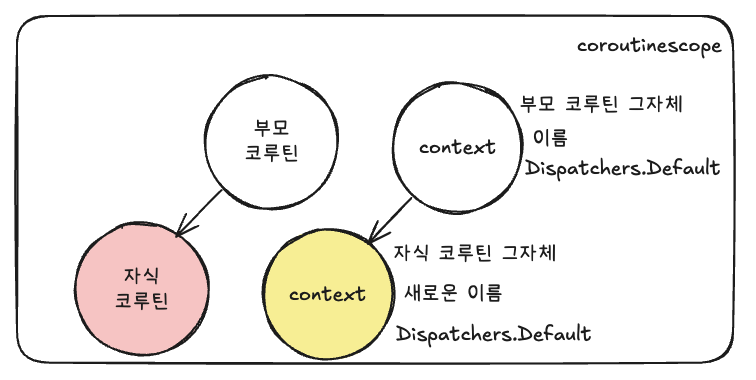 coroutinescope
부모
코루틴
context
부모 코루틴 그자체
이름
Dispatchers.Default
자식
코루틴
context
자식 코루틴 그자체
새로운 이름
Dispatchers.Default